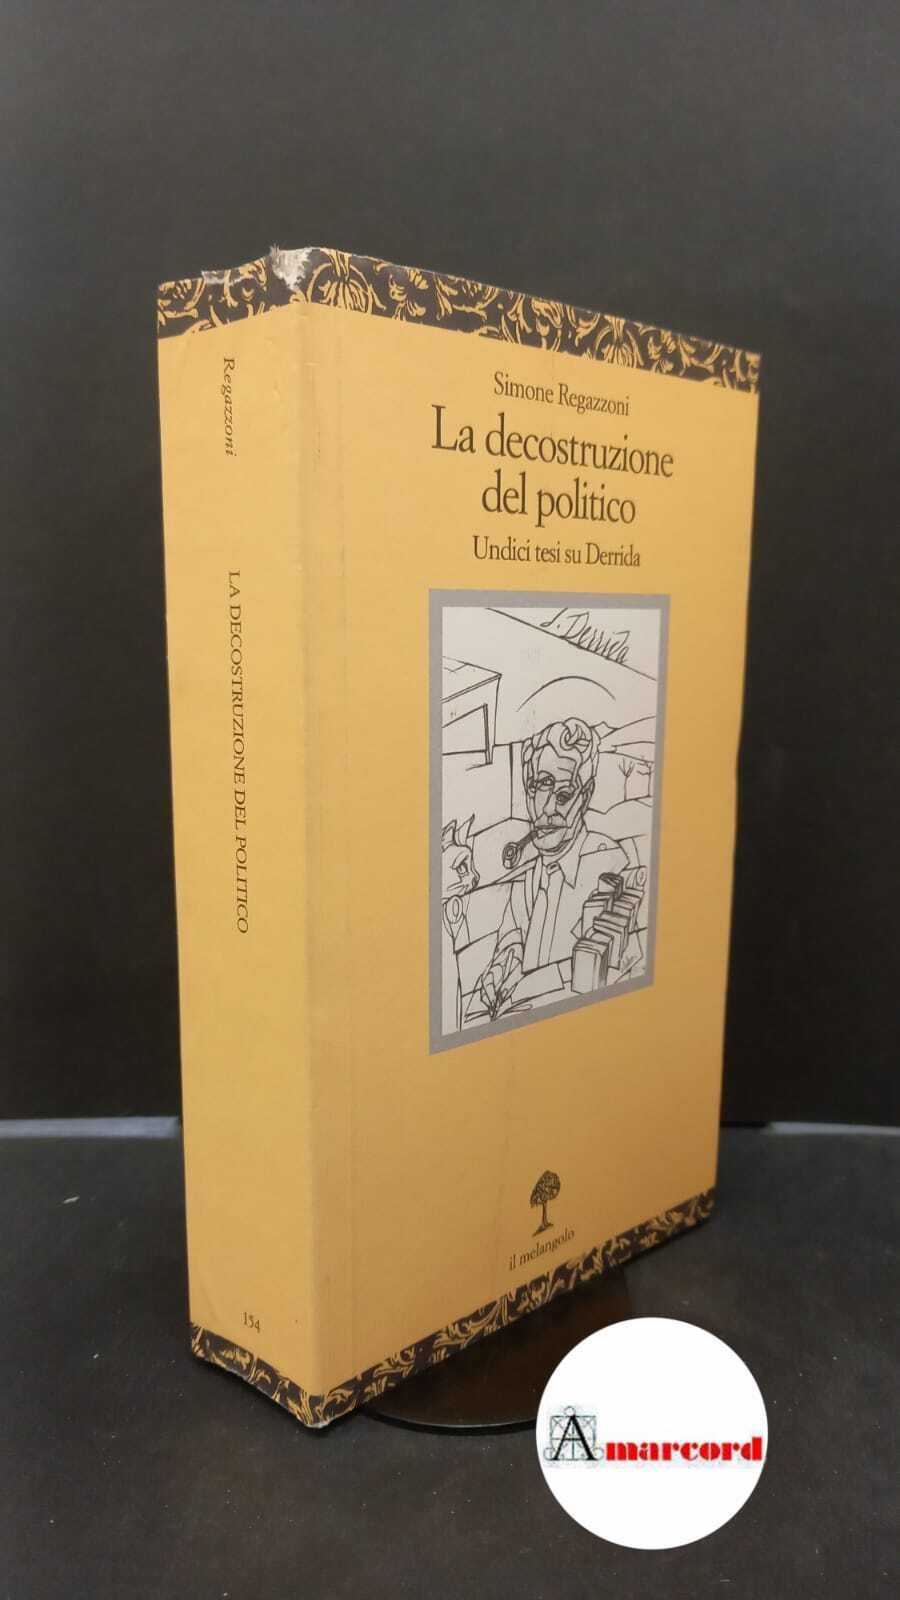 Simone Regazzoni
La decostruzione
del politico
Undici tesi su Derrida
J. Derrida
il melangolo
Regazzoni
LA DECOSTRUZIONE DEL POLITICO
154
Amarcord